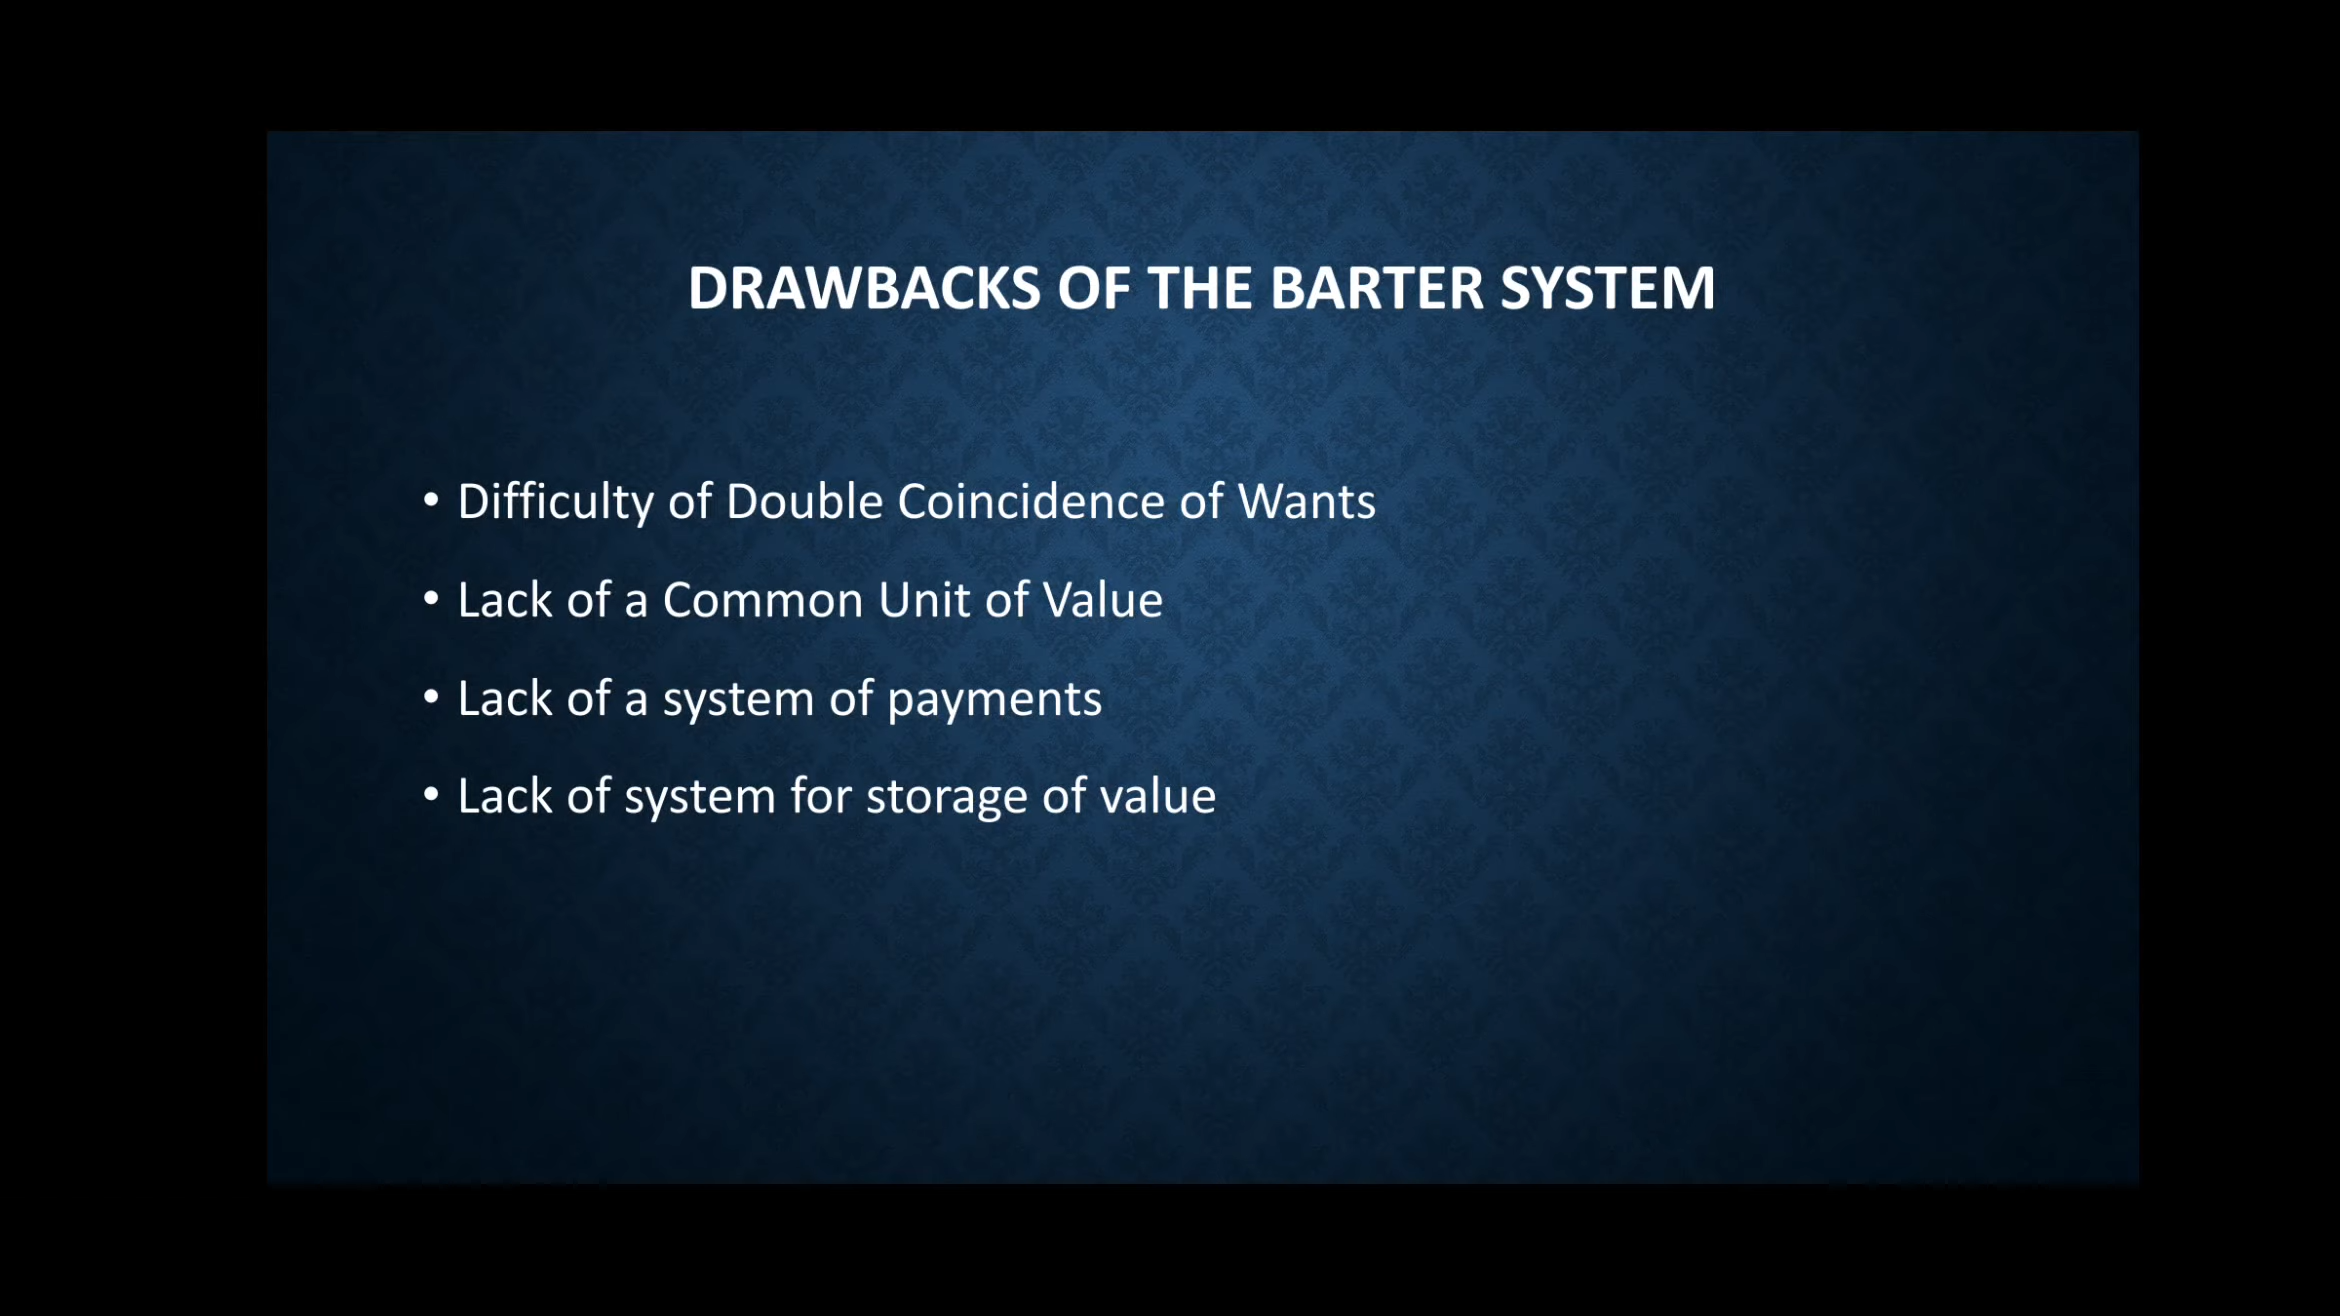 DRAWBACKS OF THE BARTER SYSTEM
• Difficulty of Double Coincidence of Wants
• Lack of a Common Unit of Value
• Lack of a system of payments
• Lack of system for storage of value